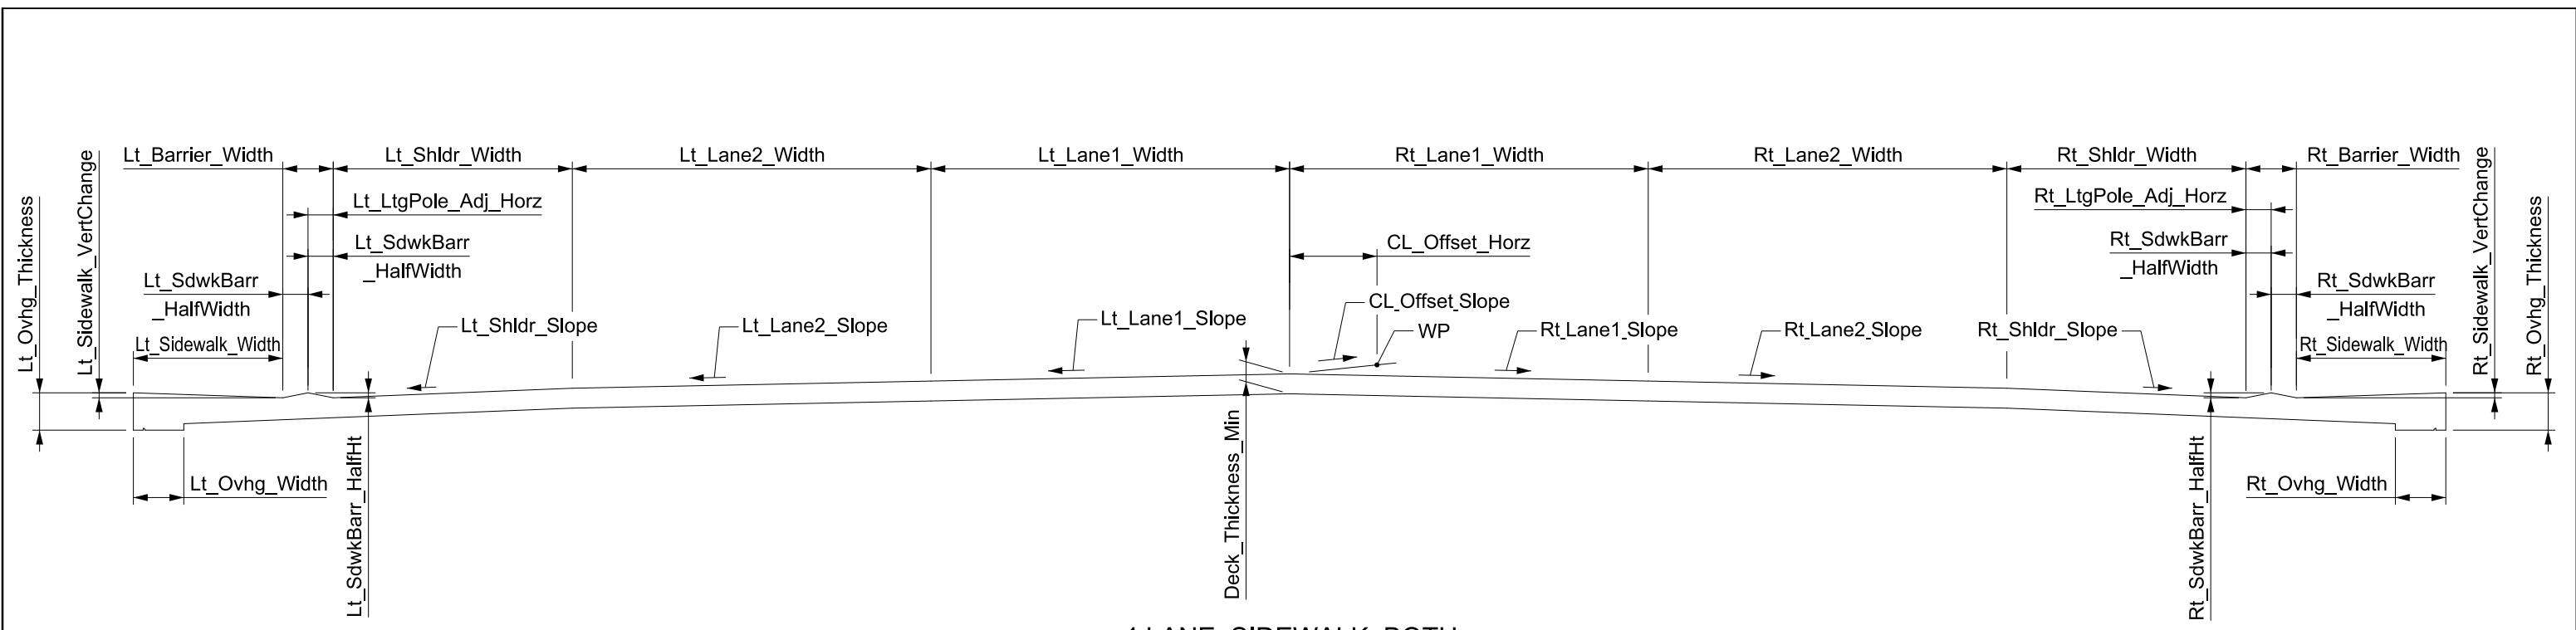 Lt_Barrier_Width
Lt_Shldr_Width
Lt_Lane2_Width
Lt_Lane1_Width
Rt_Lane1_Width
Rt_Lane2_Width
Rt_Shldr_Width
Rt_Barrier_Width
Lt_Ovhg_Thickness
Lt_Sidewalk_VertChange
Lt_LtgPole_Adj_Horz
Rt_LtgPole_Adj_Horz
Rt_Sidewalk_VertChange
Rt_Ovhg_Thickness
Lt_SdwkBarr
_HalfWidth
CL_Offset_Horz
Rt_SdwkBarr
_HalfWidth
Lt_SdwkBarr
_HalfWidth
Rt_SdwkBarr
_HalfWidth
Lt_Sidewalk_Width
Lt_Shldr_Slope
Lt_Lane2_Slope
Lt_Lane1_Slope
CL_Offset_Slope
WP
Rt_Lane1_Slope
Rt_Lane2_Slope
Rt_Shldr_Slope
Rt_Sidewalk_Width
Lt_Ovhg_Width
Lt_SdwkBarr_HalfHt
Deck_Thickness_Min
Rt_SdwkBarr_HalfHt
Rt_Ovhg_Width